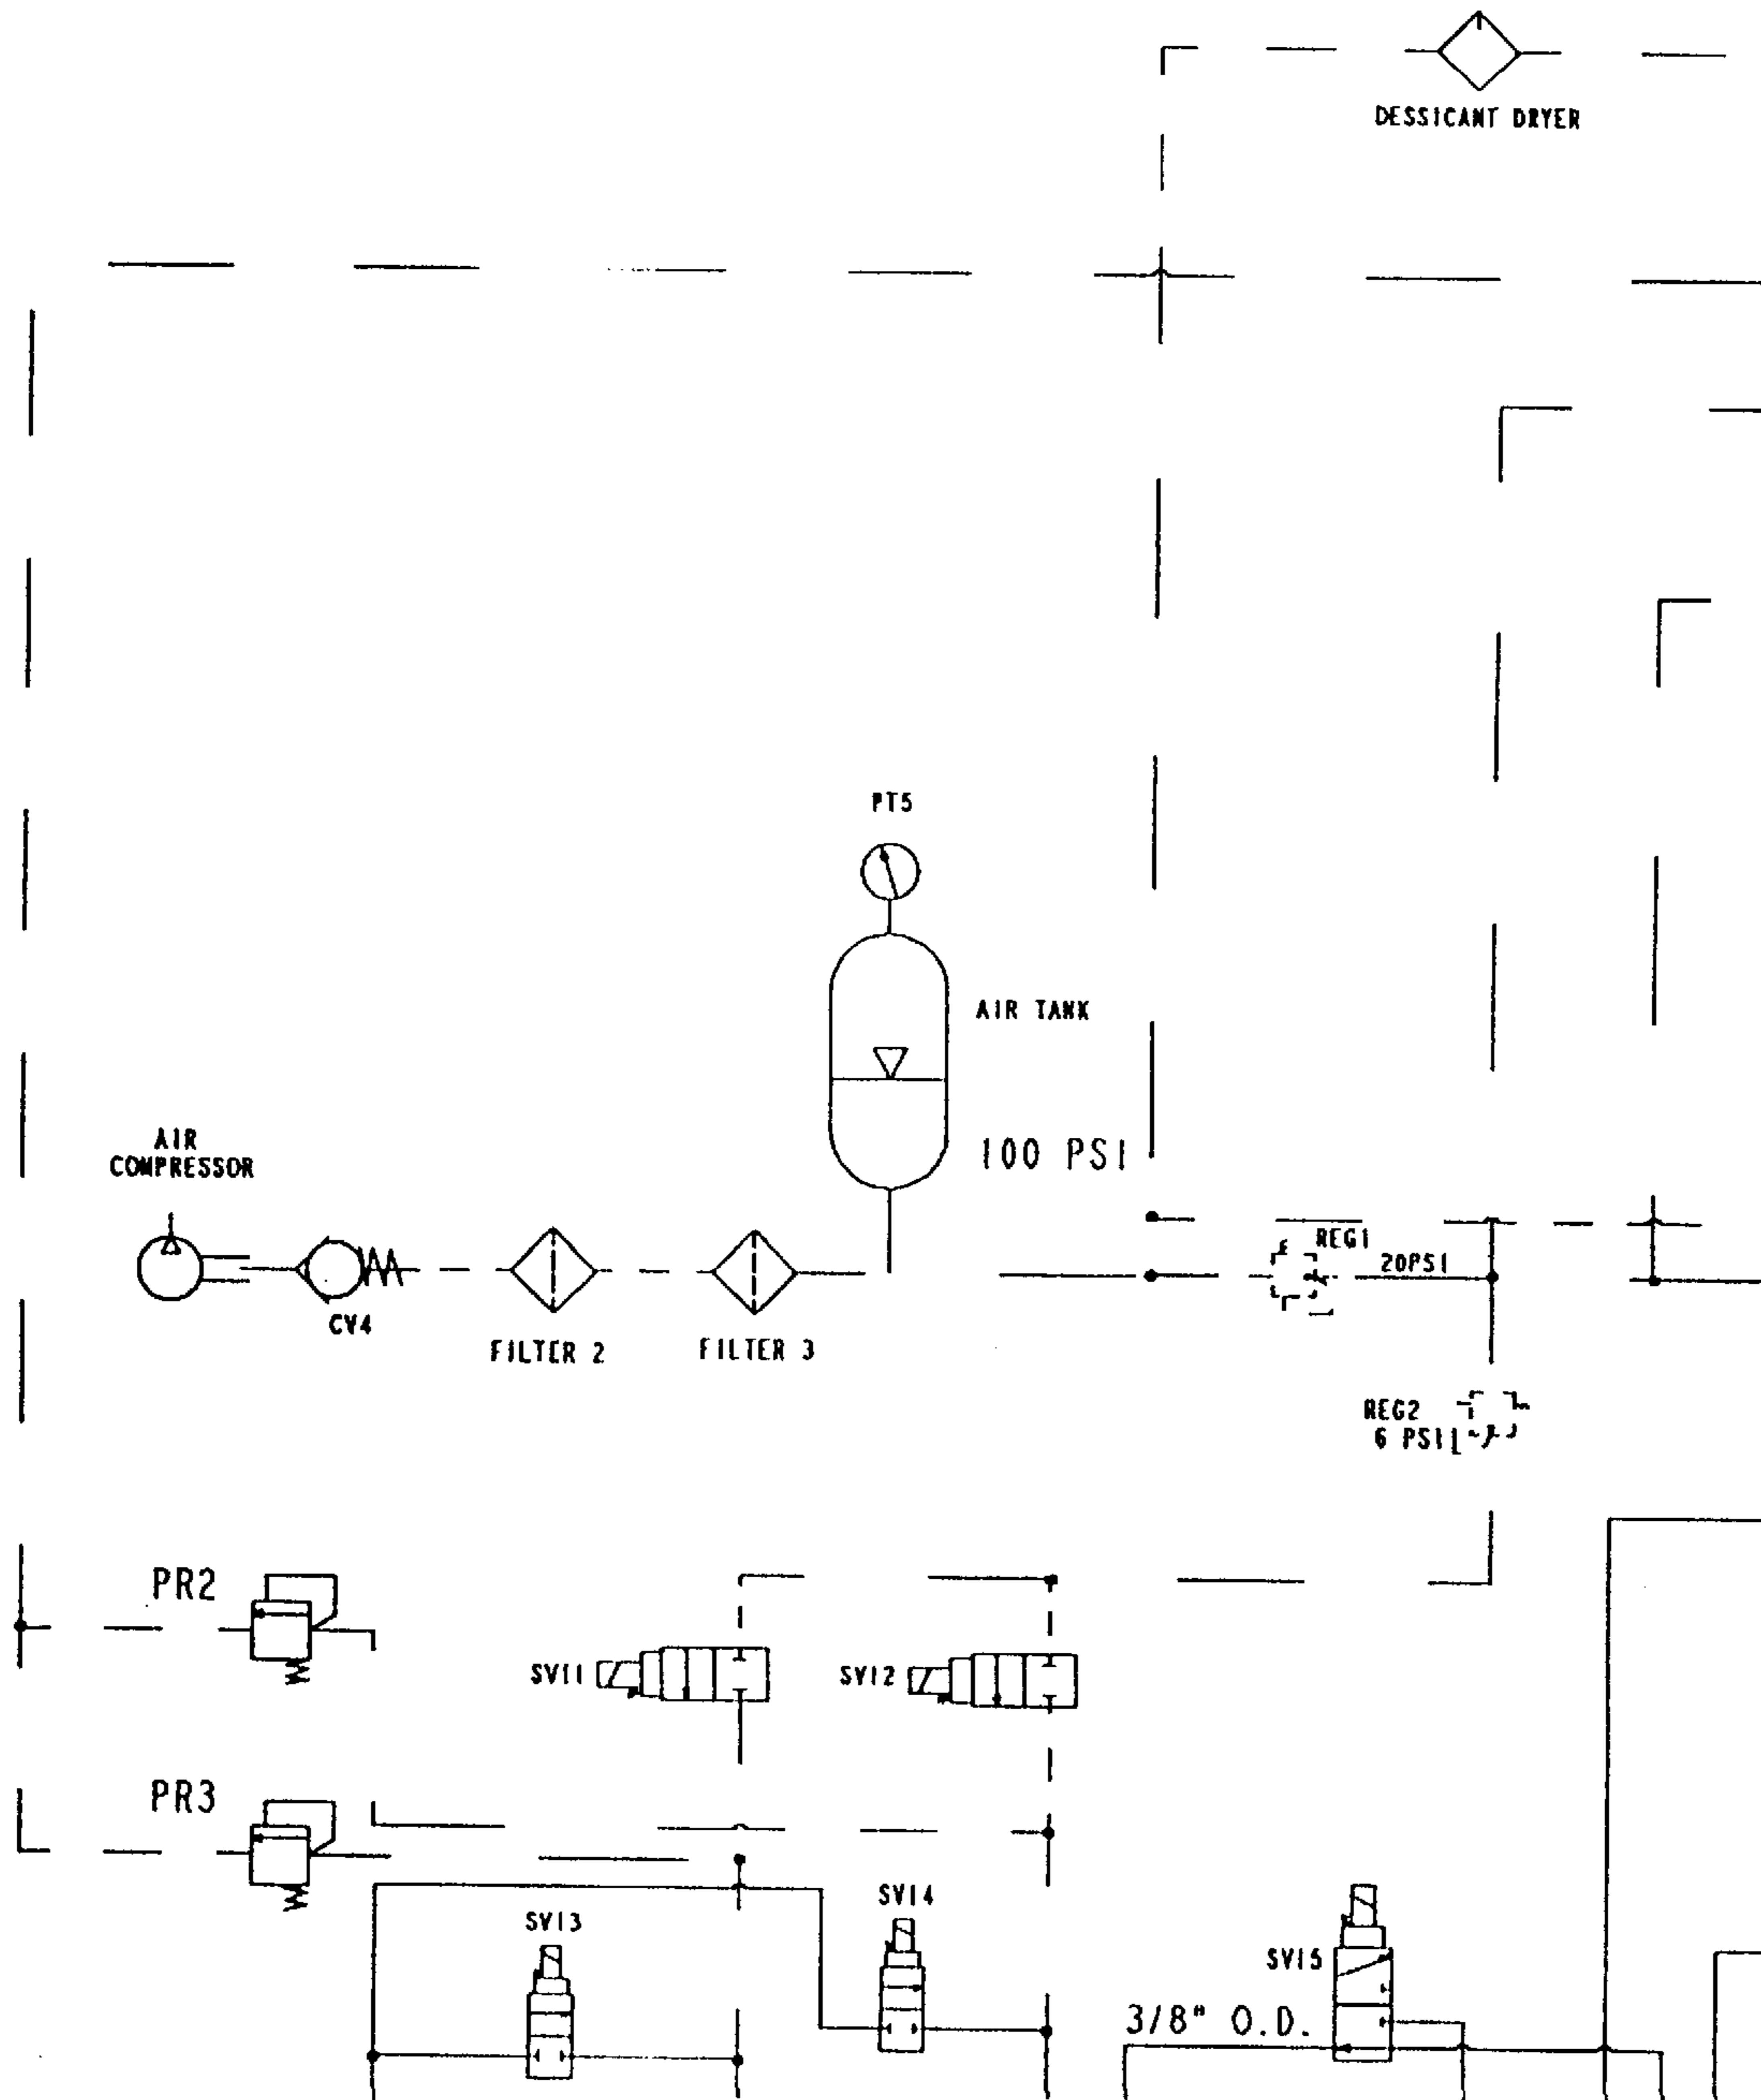 DESSICANT DRYER
PT5
AIR TANK
100 PSI
AIR
COMPRESSOR
REG1
20PSI
CV4
FILTER 2
FILTER 3
REG2
6 PSI
PR2
SV11
SV12
PR3
SV14
SV13
SV15
3/8" O.D.